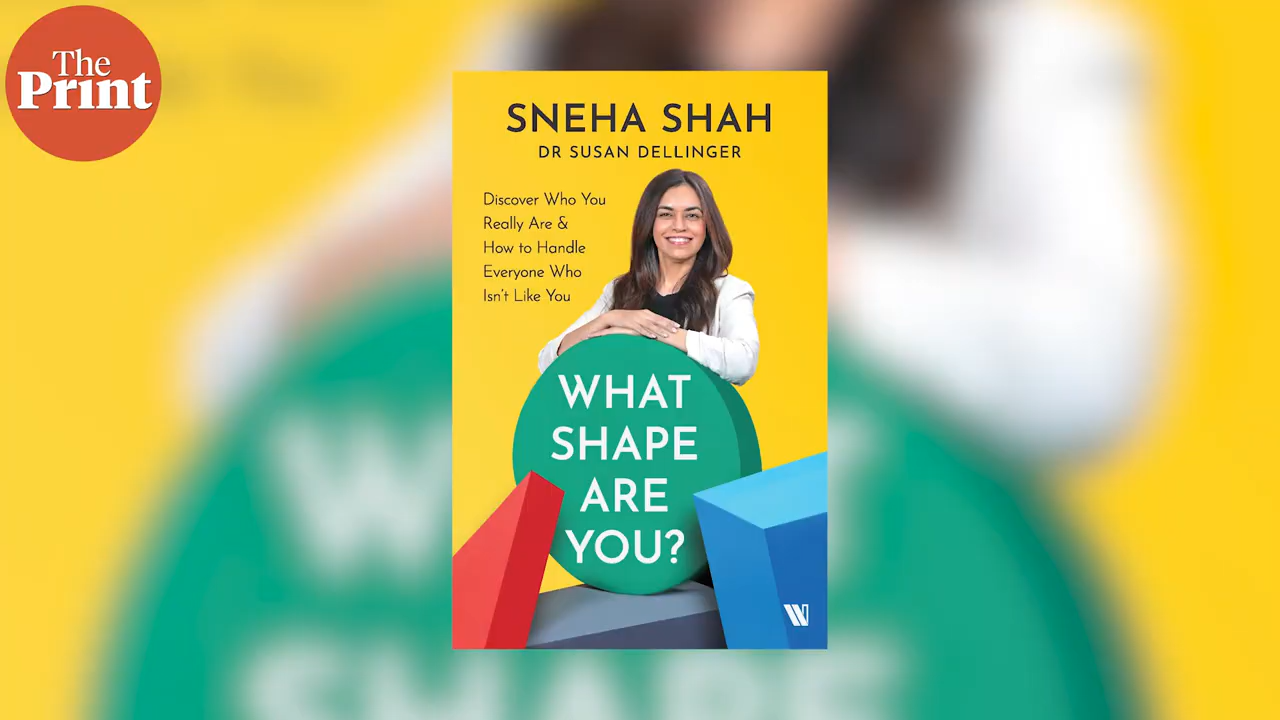 The
Print
SNEHA SHAH
DR SUSAN DELLINGER
Discover Who You
Really Are &
How to Handle
Everyone Who
Isn't Like You
WHAT
SHAPE
ARE
YOU?
W